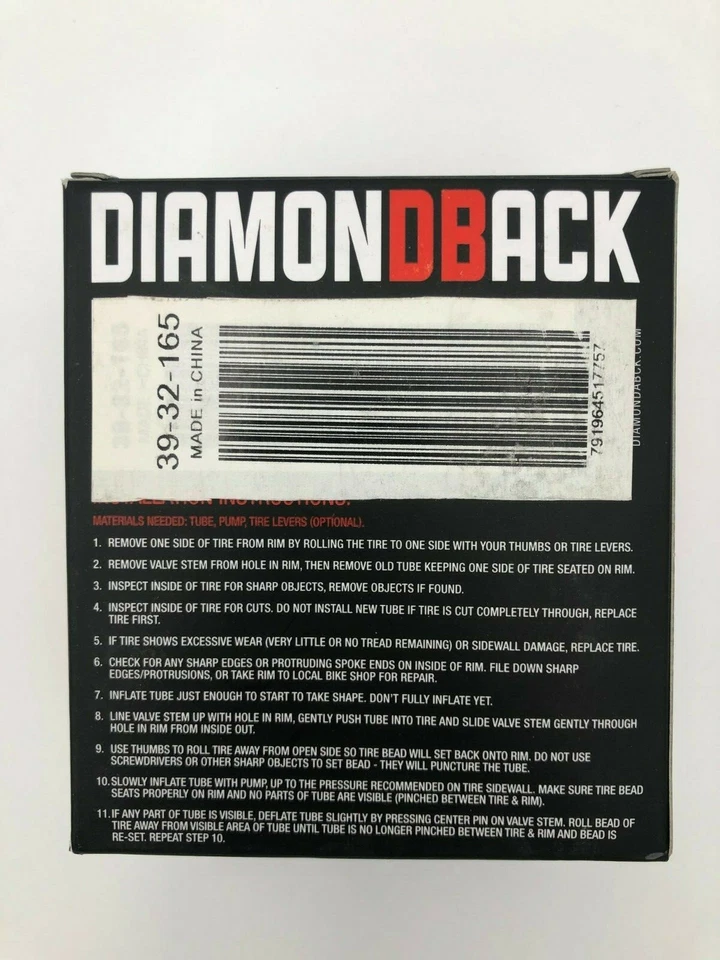 DIAMONDBACK
39-32-165
MADE in CHINA
791964517757
DIAMONDABCK.COM
INSTALLATION INSTRUCTIONS:
MATERIALS NEEDED: TUBE, PUMP, TIRE LEVERS (OPTIONAL).
1. REMOVE ONE SIDE OF TIRE FROM RIM BY ROLLING THE TIRE TO ONE SIDE WITH YOUR THUMBS OR TIRE LEVERS.
2. REMOVE VALVE STEM FROM HOLE IN RIM, THEN REMOVE OLD TUBE KEEPING ONE SIDE OF TIRE SEATED ON RIM.
3. INSPECT INSIDE OF TIRE FOR SHARP OBJECTS, REMOVE OBJECTS IF FOUND.
4. INSPECT INSIDE OF TIRE FOR CUTS. DO NOT INSTALL NEW TUBE IF TIRE IS CUT COMPLETELY THROUGH, REPLACE
TIRE FIRST.
5. IF TIRE SHOWS EXCESSIVE WEAR (VERY LITTLE OR NO TREAD REMAINING) OR SIDEWALL DAMAGE, REPLACE TIRE.
6. CHECK FOR ANY SHARP EDGES OR PROTRUDING SPOKE ENDS ON INSIDE OF RIM. FILE DOWN SHARP
EDGES/PROTRUSIONS, OR TAKE RIM TO LOCAL BIKE SHOP FOR REPAIR.
7. INFLATE TUBE JUST ENOUGH TO START TO TAKE SHAPE. DON'T FULLY INFLATE YET.
8. LINE VALVE STEM UP WITH HOLE IN RIM, GENTLY PUSH TUBE INTO TIRE AND SLIDE VALVE STEM GENTLY THROUGH
HOLE IN RIM FROM INSIDE OUT.
9. USE THUMBS TO ROLL TIRE AWAY FROM OPEN SIDE SO TIRE BEAD WILL SET BACK ONTO RIM. DO NOT USE
SCREWDRIVERS OR OTHER SHARP OBJECTS TO SET BEAD - THEY WILL PUNCTURE THE TUBE.
10. SLOWLY INFLATE TUBE WITH PUMP, UP TO THE PRESSURE RECOMMENDED ON TIRE SIDEWALL. MAKE SURE TIRE BEAD
SEATS PROPERLY ON RIM AND NO PARTS OF TUBE ARE VISIBLE (PINCHED BETWEEN TIRE & RIM).
11. IF ANY PART OF TUBE IS VISIBLE, DEFLATE TUBE SLIGHTLY BY PRESSING CENTER PIN ON VALVE STEM. ROLL BEAD OF
TIRE AWAY FROM VISIBLE AREA OF TUBE UNTIL TUBE IS NO LONGER PINCHED BETWEEN TIRE & RIM AND BEAD IS
RE-SET. REPEAT STEP 10.